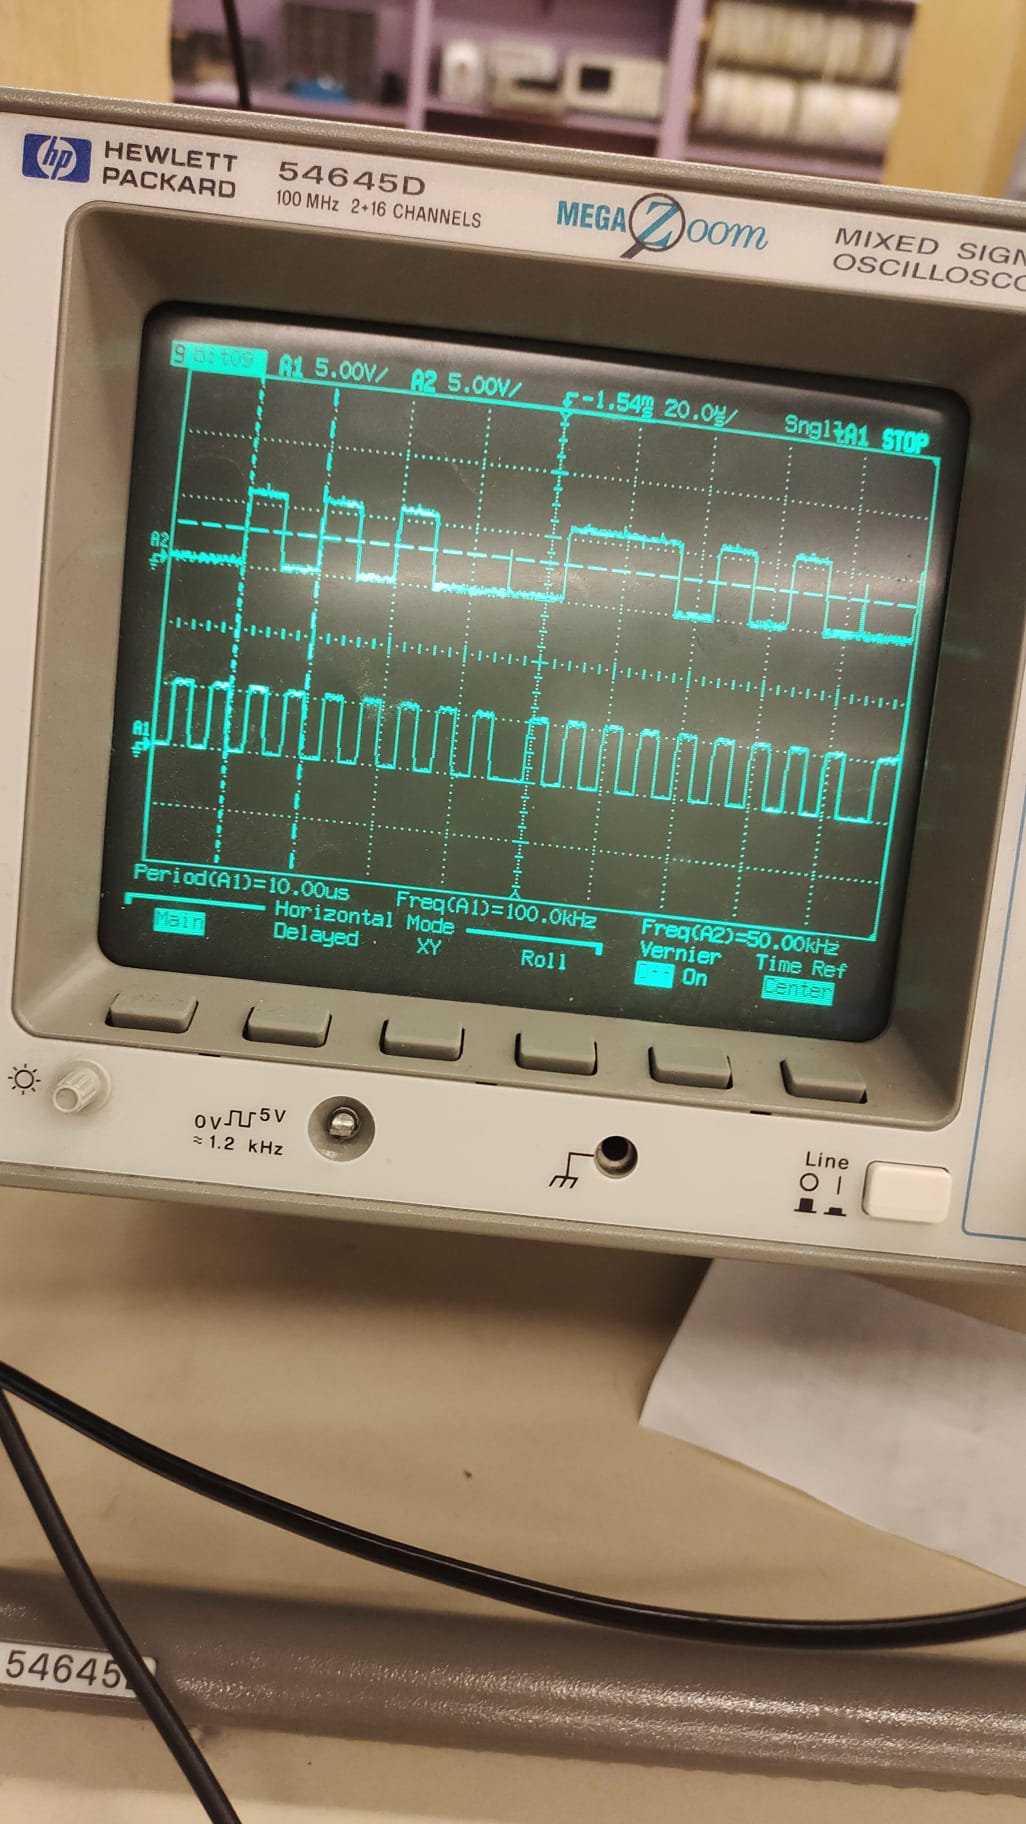 hp HEWLETT PACKARD 54645D
100 MHz 2+16 CHANNELS
MEGA Zoom
MIXED SIGN
OSCILLOSCO
A1 5.00V/ A2 5.00V/ -1.54m 20.0 / Sngl A1 STOP
A2
A1
Period(A1)=10.00us Freq(A1)=100.0kHz Freq(A2)=50.00kHz
Horizontal Mode
Main Delayed XY Roll
Vernier
Off On
Time Ref
Center
0V 5V
≈1.2 kHz
Line
54645